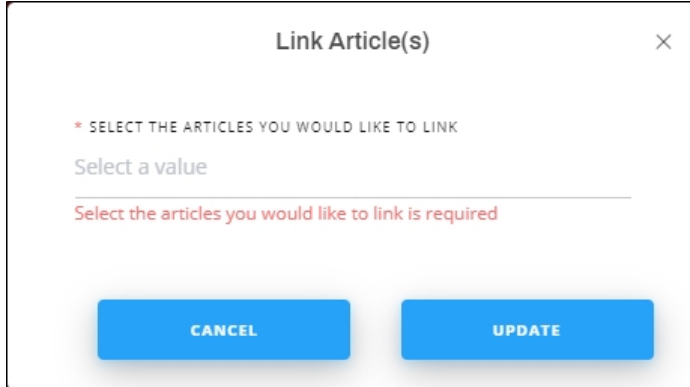 Link Article(s)
* SELECT THE ARTICLES YOU WOULD LIKE TO LINK
Select a value
Select the articles you would like to link is required
CANCEL UPDATE